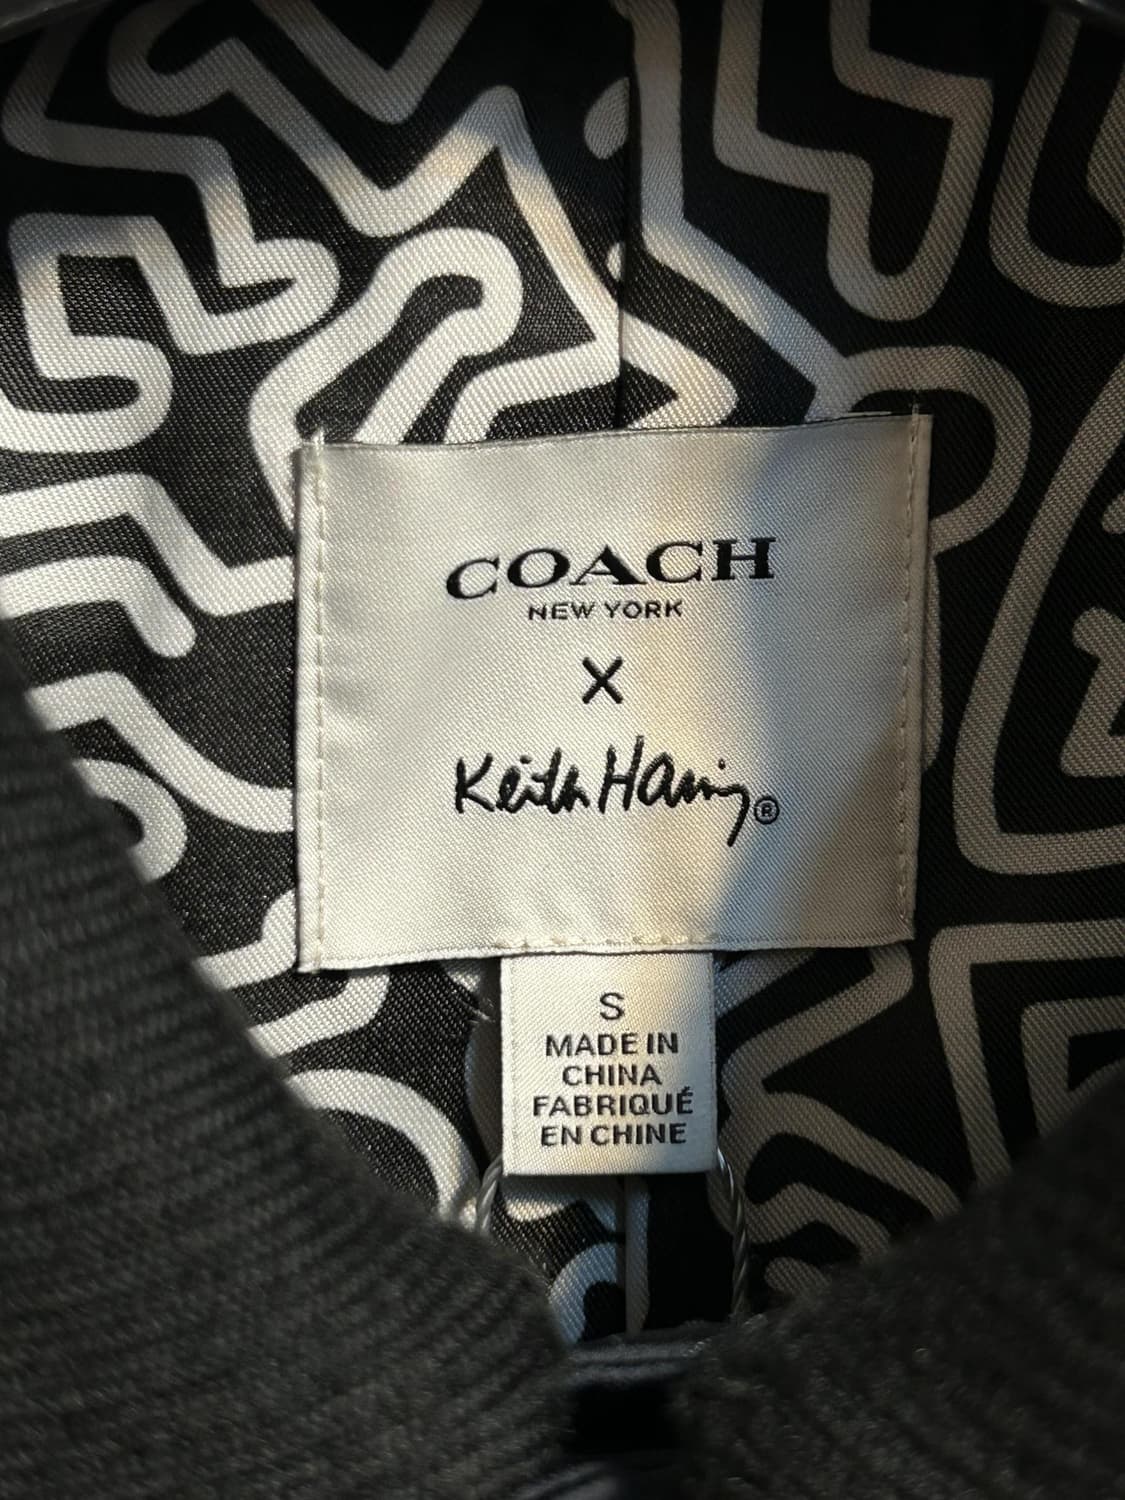 COACH
NEW YORK
X
Keith Haring®
S
MADE IN
CHINA
FABRIQUÉ
EN CHINE